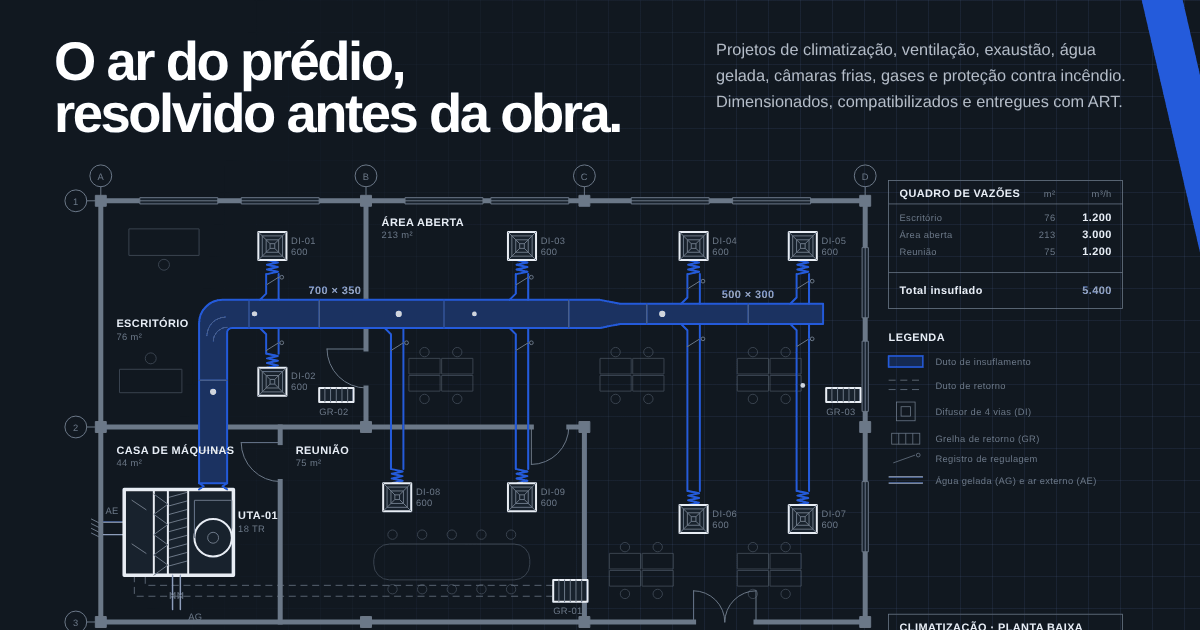 O ar do prédio,
resolvido antes da obra.
Projetos de climatização, ventilação, exaustão, água
gelada, câmaras frias, gases e proteção contra incêndio.
Dimensionados, compatibilizados e entregues com ART.
A
B
C
D
1
2
3
ÁREA ABERTA
213 m²
DI-01
600
DI-03
600
DI-04
600
DI-05
600
700 × 350
500 × 300
ESCRITÓRIO
76 m²
DI-02
600
GR-02
GR-03
CASA DE MÁQUINAS
44 m²
REUNIÃO
75 m²
DI-08
600
DI-09
600
DI-06
600
DI-07
600
AE
UTA-01
18 TR
AG
GR-01
QUADRO DE VAZÕES m² m³/h
Escritório 76 1.200
Área aberta 213 3.000
Reunião 75 1.200
Total insuflado 5.400
LEGENDA
Duto de insuflamento
Duto de retorno
Difusor de 4 vias (DI)
Grelha de retorno (GR)
Registro de regulagem
Água gelada (AG) e ar externo (AE)
CLIMATIZAÇÃO · PLANTA BAIXA